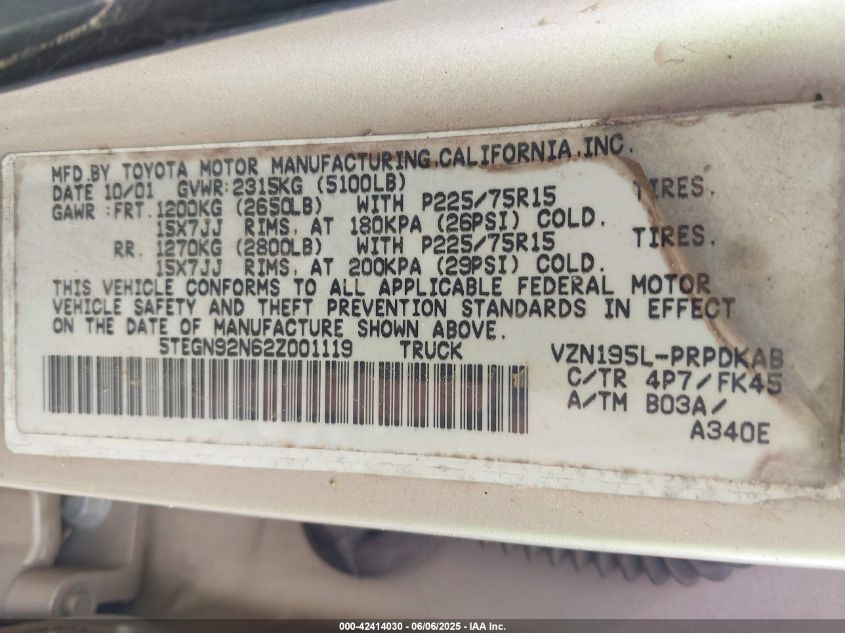 MFD.BY TOYOTA MOTOR MANUFACTURING,CALIFORNIA,INC.
DATE 10/01 GVWR:2315KG (5100LB)
GAWR :FRT.1200KG (2650LB) WITH P225/75R15 TIRES.
15X7JJ RIMS, AT 180KPA (26PSI) COLD.
RR. 1270KG (2800LB) WITH P225/75R15 TIRES.
15X7JJ RIMS, AT 200KPA (29PSI) COLD.
THIS VEHICLE CONFORMS TO ALL APPLICABLE FEDERAL MOTOR
VEHICLE SAFETY AND THEFT PREVENTION STANDARDS IN EFFECT
ON THE DATE OF MANUFACTURE SHOWN ABOVE.
5TEGN92N62Z001119 TRUCK VZN195L-PRPDKAB
C/TR 4P7/FK45
A/TM B03A/
A340E
000-42414030 - 06/06/2025 - IAA Inc.